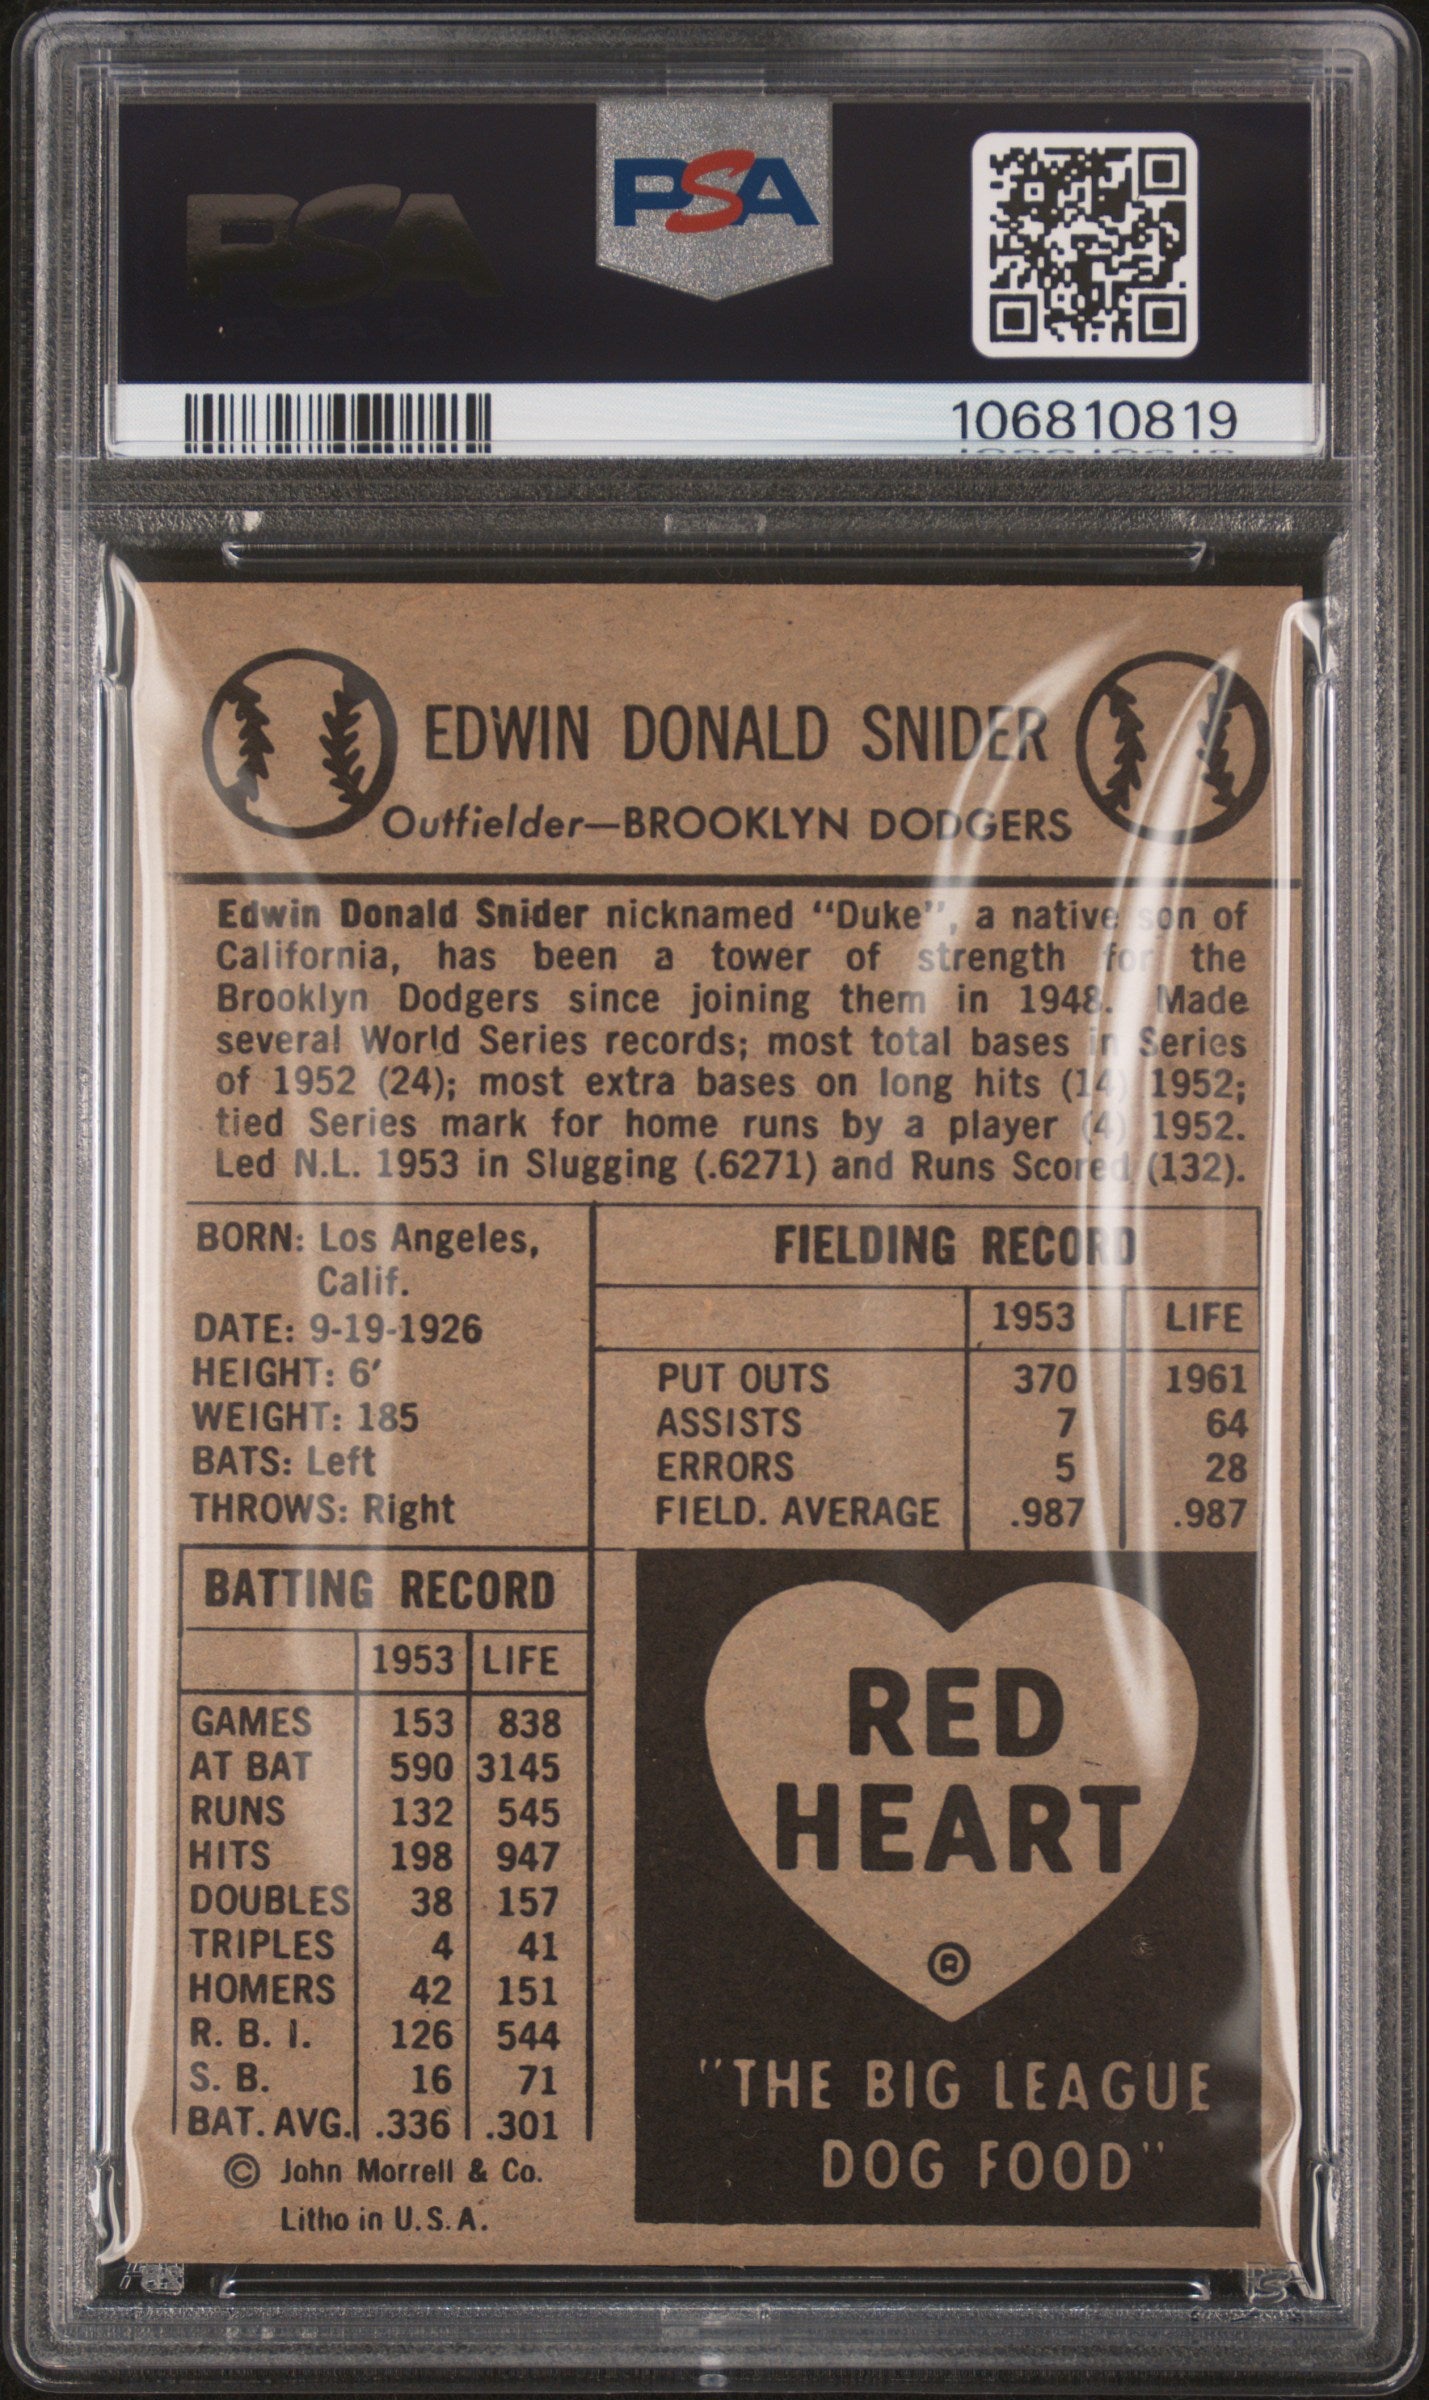 PSA
PSA
106810819
EDWIN DONALD SNIDER
Outfielder—BROOKLYN DODGERS
Edwin Donald Snider nicknamed "Duke", a native son of
California, has been a tower of strength for the
Brooklyn Dodgers since joining them in 1948. Made
several World Series records; most total bases in Series
of 1952 (24); most extra bases on long hits (14) 1952;
tied Series mark for home runs by a player (4) 1952.
Led N.L. 1953 in Slugging (.6271) and Runs Scored (132).
BORN: Los Angeles,
Calif.
DATE: 9-19-1926
HEIGHT: 6′
WEIGHT: 185
BATS: Left
THROWS: Right
FIELDING RECORD
1953 LIFE
PUT OUTS 370 1961
ASSISTS 7 64
ERRORS 5 28
FIELD. AVERAGE .987 .987
BATTING RECORD
1953 LIFE
GAMES 153 838
AT BAT 590 3145
RUNS 132 545
HITS 198 947
DOUBLES 38 157
TRIPLES 4 41
HOMERS 42 151
R. B. I. 126 544
S. B. 16 71
BAT. AVG. .336 .301
© John Morrell & Co.
Litho in U.S.A.
RED
HEART
®
"THE BIG LEAGUE
DOG FOOD"
PSA